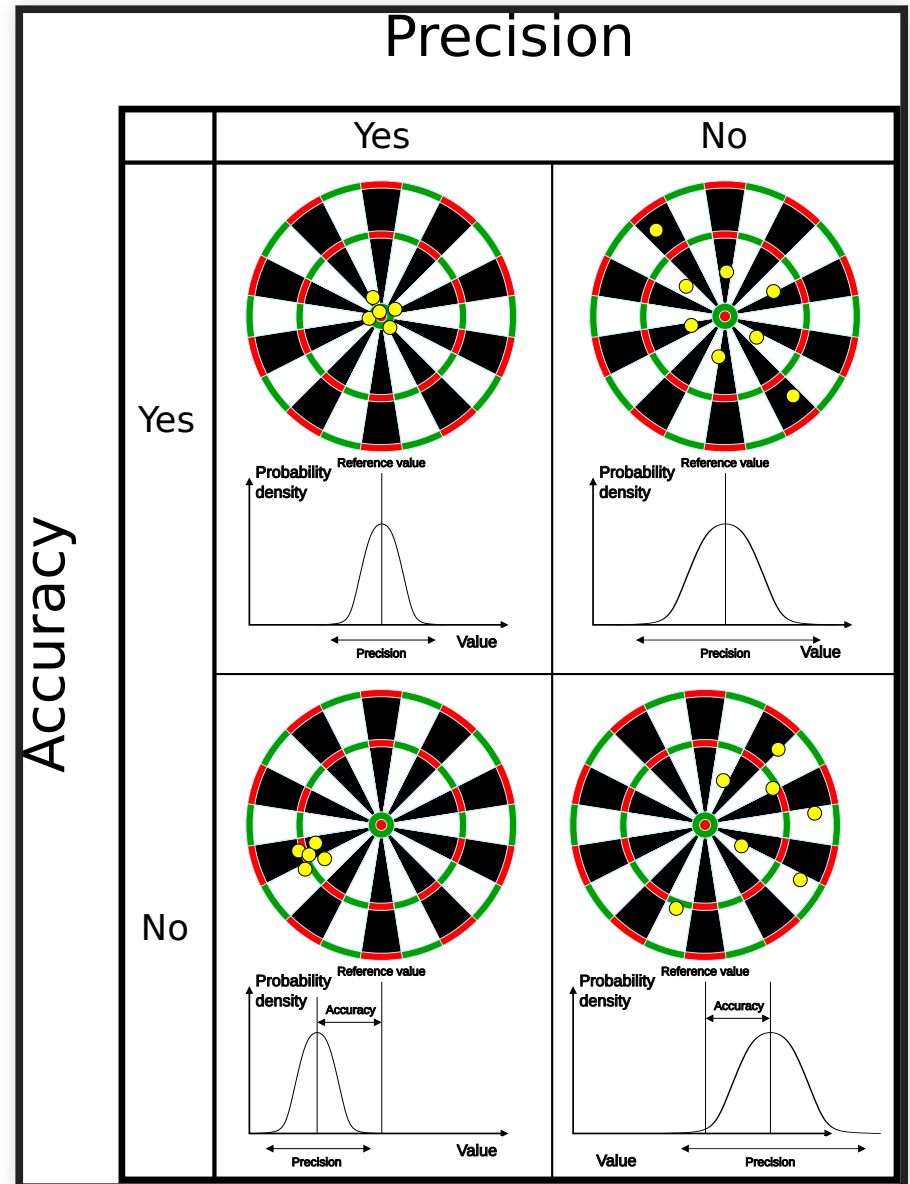 Precision
Yes
No
Accuracy
Yes
Reference value
Probability
density
Value
Precision
Reference value
Probability
density
Value
Precision
No
Reference value
Probability
density
Accuracy
Value
Precision
Reference value
Probability
density
Accuracy
Value
Precision